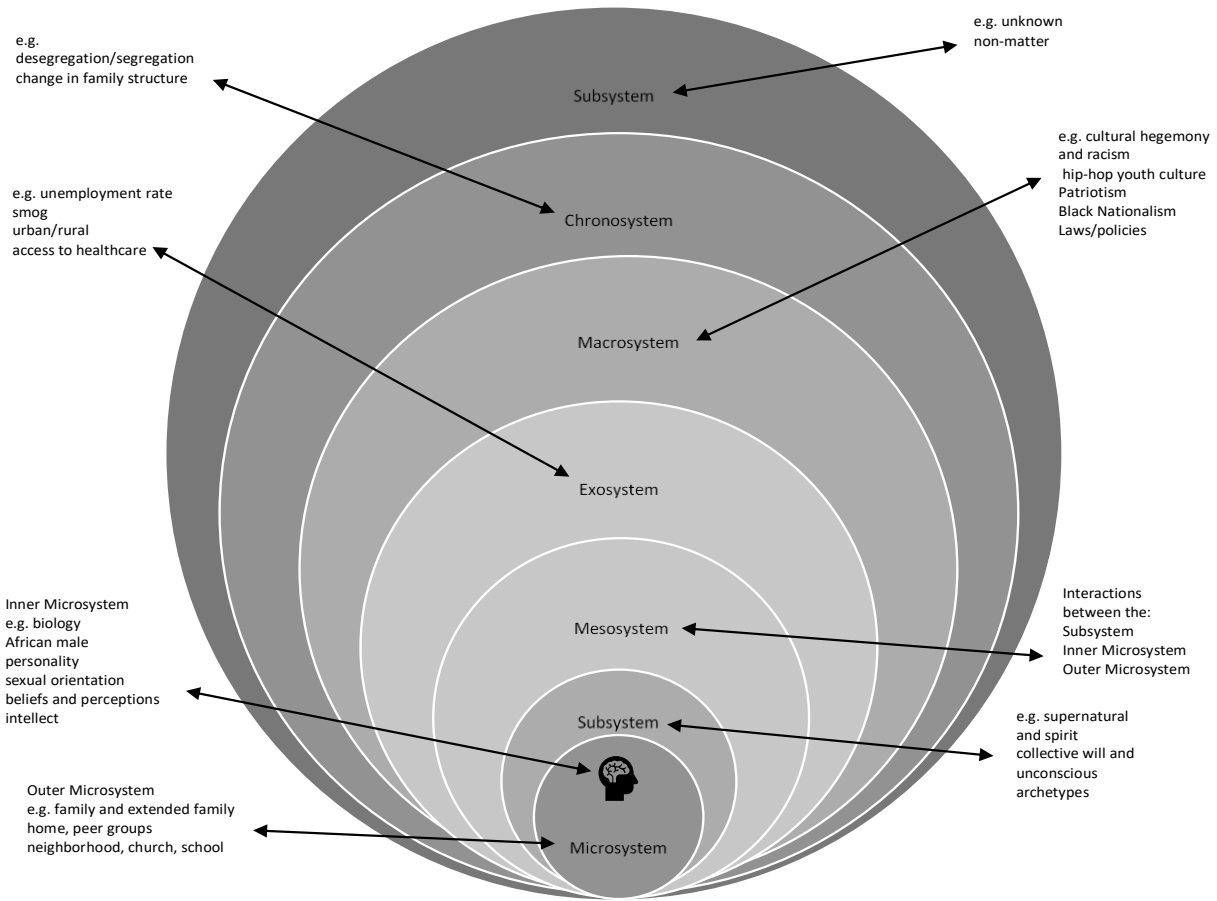 e.g.
desegregation/segregation
change in family structure
e.g. unknown
non-matter
Subsystem
e.g. cultural hegemony
and racism
hip-hop youth culture
Patriotism
Black Nationalism
Laws/policies
e.g. unemployment rate
smog
urban/rural
access to healthcare
Chronosystem
Macrosystem
Exosystem
Inner Microsystem
e.g. biology
African male
personality
sexual orientation
beliefs and perceptions
intellect
Mesosystem
Interactions
between the:
Subsystem
Inner Microsystem
Outer Microsystem
Subsystem
e.g. supernatural
and spirit
collective will and
unconscious
archetypes
Outer Microsystem
e.g. family and extended family
home, peer groups
neighborhood, church, school
Microsystem